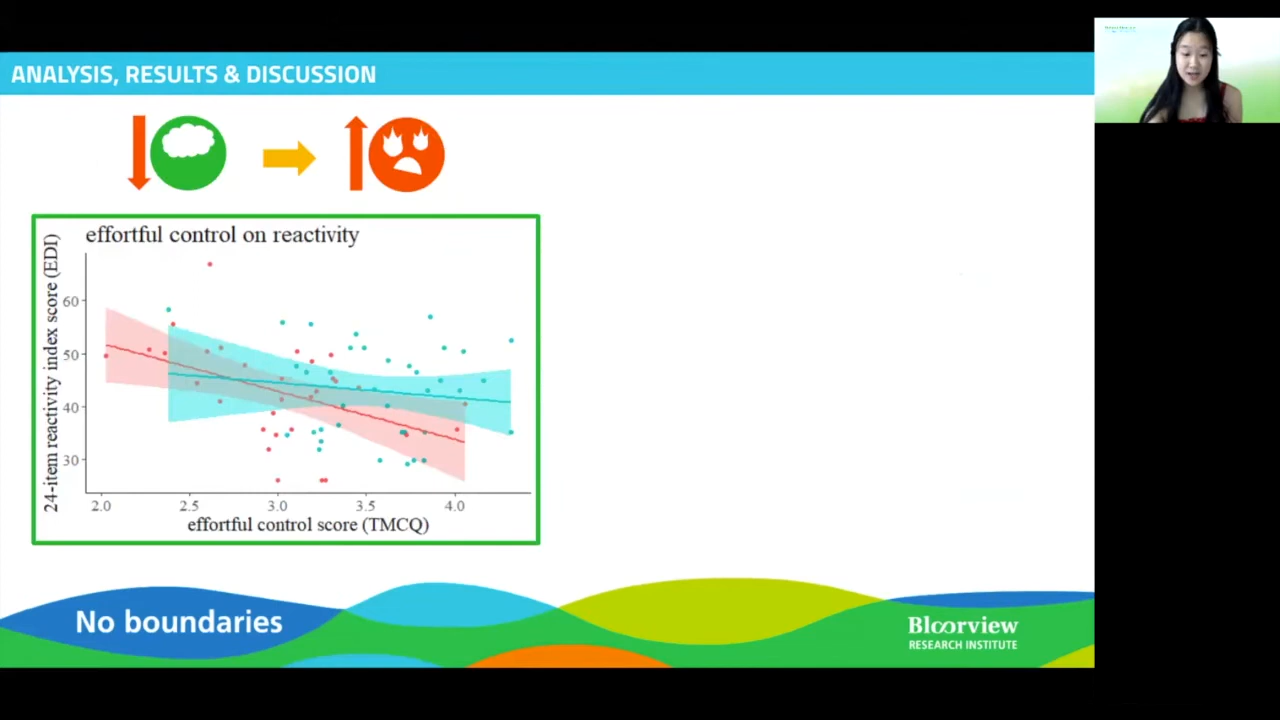 ANALYSIS, RESULTS & DISCUSSION
effortful control on reactivity
24-item reactivity index score (EDI)
60
50
40
30
2.0 2.5 3.0 3.5 4.0
effortful control score (TMCQ)
No boundaries
Bloorview
RESEARCH INSTITUTE